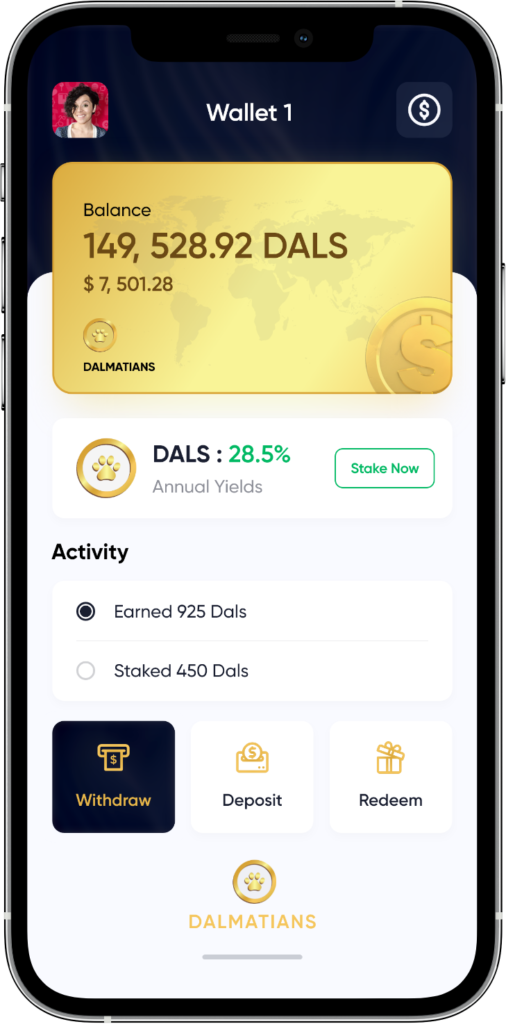 Wallet 1
Balance
149, 528.92 DALS
$ 7, 501.28
DALMATIANS
DALS : 28.5%
Annual Yields
Stake Now
Activity
Earned 925 Dals
Staked 450 Dals
Withdraw
Deposit
Redeem
DALMATIANS